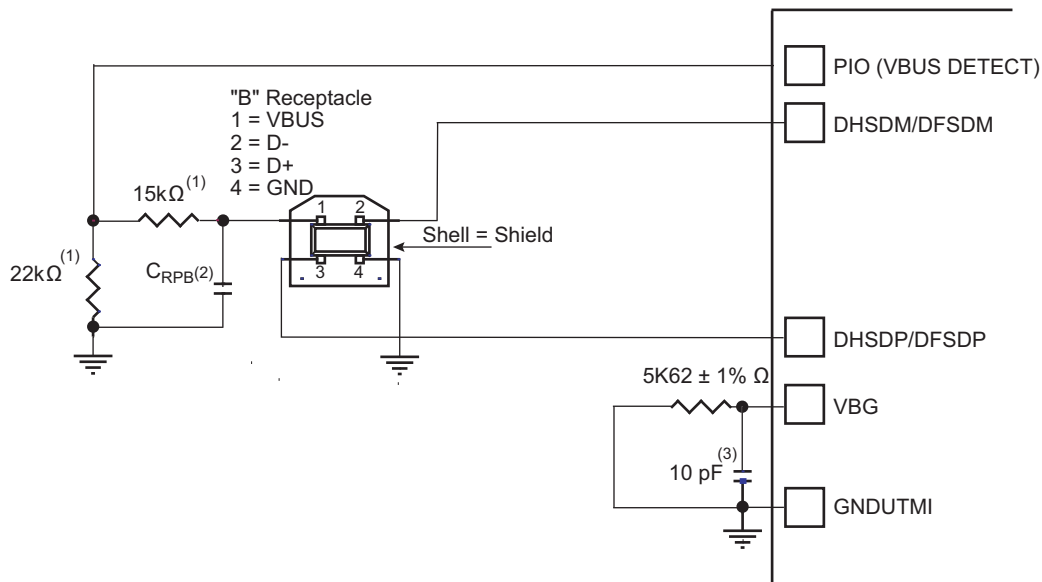 PIO (VBUS DETECT)
"B" Receptacle
1 = VBUS
2 = D-
3 = D+
4 = GND
DHSDM/DFSDM
15kΩ(1)
1 2
Shell = Shield
22kΩ(1)
CRPB(2)
3 4
DHSDP/DFSDP
5K62 ± 1% Ω
VBG
10 pF(3)
GNDUTMI